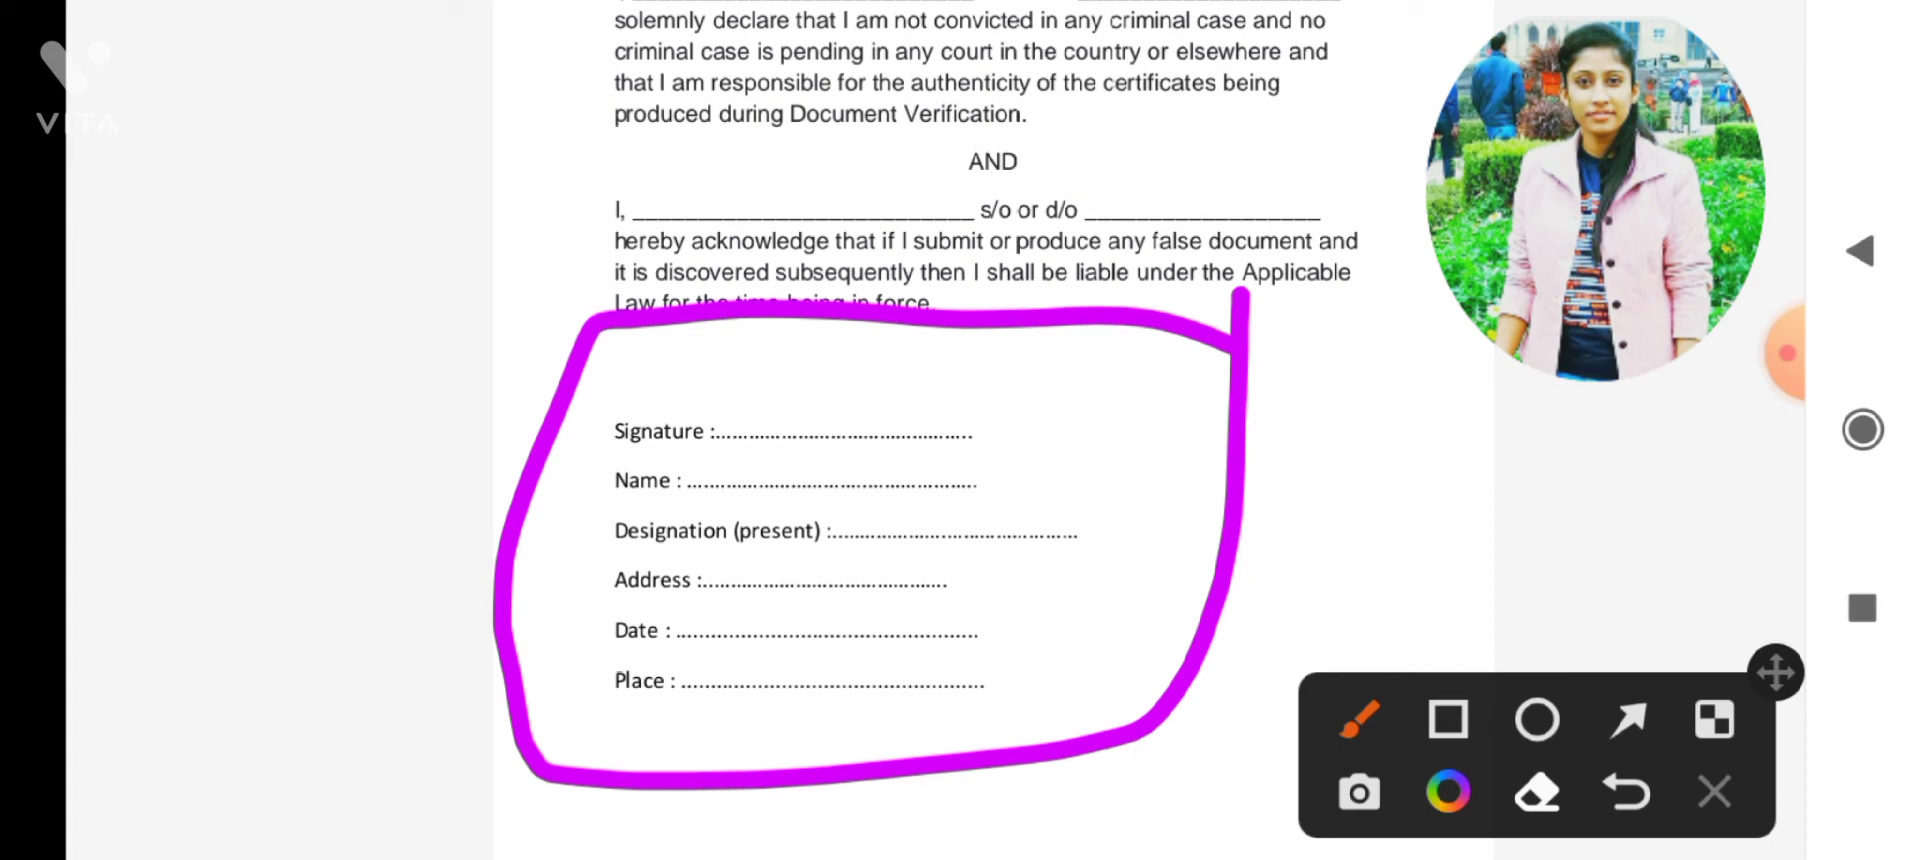 VITA
solemnly declare that I am not convicted in any criminal case and no
criminal case is pending in any court in the country or elsewhere and
that I am responsible for the authenticity of the certificates being
produced during Document Verification.
AND
I, __________________________ s/o or d/o __________________
hereby acknowledge that if I submit or produce any false document and
it is discovered subsequently then I shall be liable under the Applicable
Law for the time being in force.
Signature :.............................................
Name : ..................................................
Designation (present) :...........................................
Address :...........................................
Date : ....................................................
Place : .....................................................